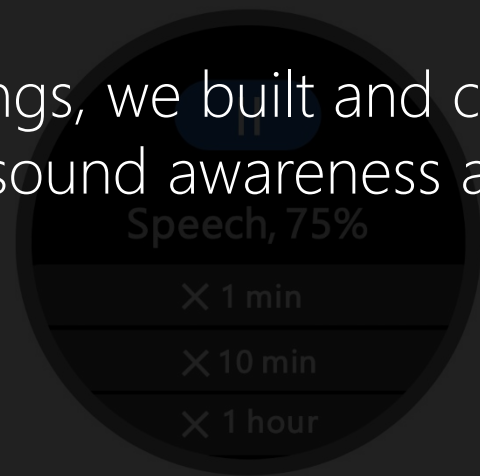 ngs, we built and c
sound awareness a
Speech, 75%
× 1 min
× 10 min
× 1 hour